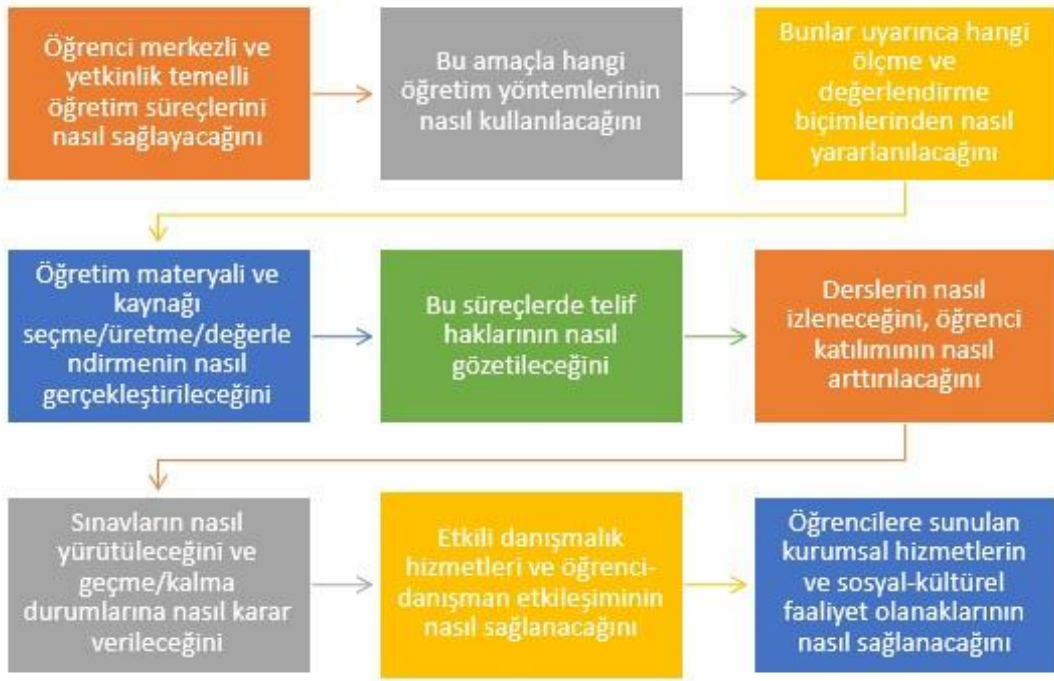 Öğrenci merkezli ve
yetkinlik temelli
öğretim süreçlerini
nasıl sağlayacağını
Bu amaçla hangi
öğretim yöntemlerinin
nasıl kullanılacağını
Bunlar uyarınca hangi
ölçme ve
değerlendirme
biçimlerinden nasıl
yararlanılacağını
Öğretim materyali ve
kaynağı
seçme/üretme/değerle
ndirmenin nasıl
gerçekleştirileceğini
Bu süreçlerde telif
haklarının nasıl
gözetileceğini
Derslerin nasıl
izleneceğini, öğrenci
katılımının nasıl
arttırılacağını
Sınavların nasıl
yürütüleceğini ve
geçme/kalma
durumlarına nasıl karar
verileceğini
Etkili danışmalık
hizmetleri ve öğrenci-
danışman etkileşiminin
nasıl sağlanacağını
Öğrencilere sunulan
kurumsal hizmetlerin
ve sosyal-kültürel
faaliyet olanaklarının
nasıl sağlanacağını